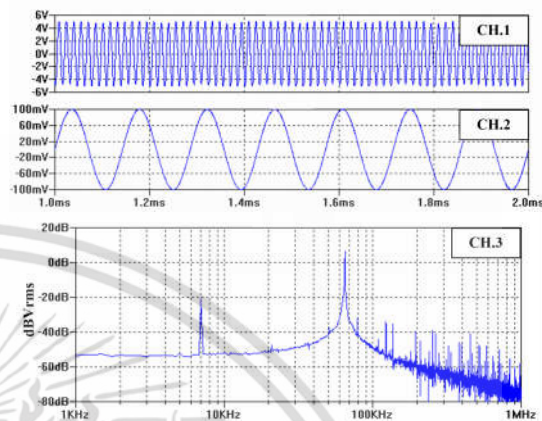 6V
4V
2V
0V
-2V
-4V
-6V
CH.1
100mV
60mV
20mV
-20mV
-60mV
-100mV
CH.2
1.0ms
1.2ms
1.4ms
1.6ms
1.8ms
2.0ms
20dB
0dB
-20dB
-40dB
-60dB
-80dB
dBVrms
CH.3
1KHz
10KHz
100KHz
1MHz